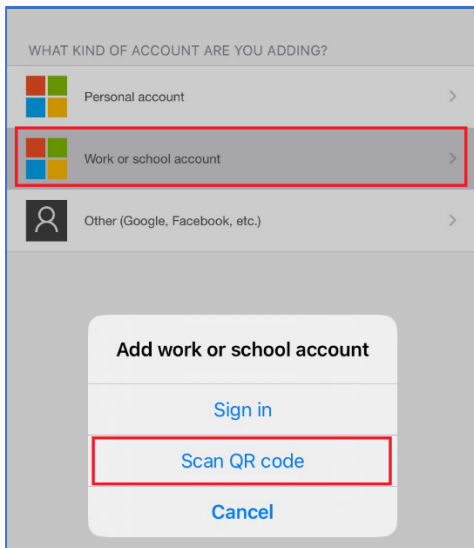 WHAT KIND OF ACCOUNT ARE YOU ADDING?
Personal account
Work or school account
Other (Google, Facebook, etc.)
Add work or school account
Sign in
Scan QR code
Cancel